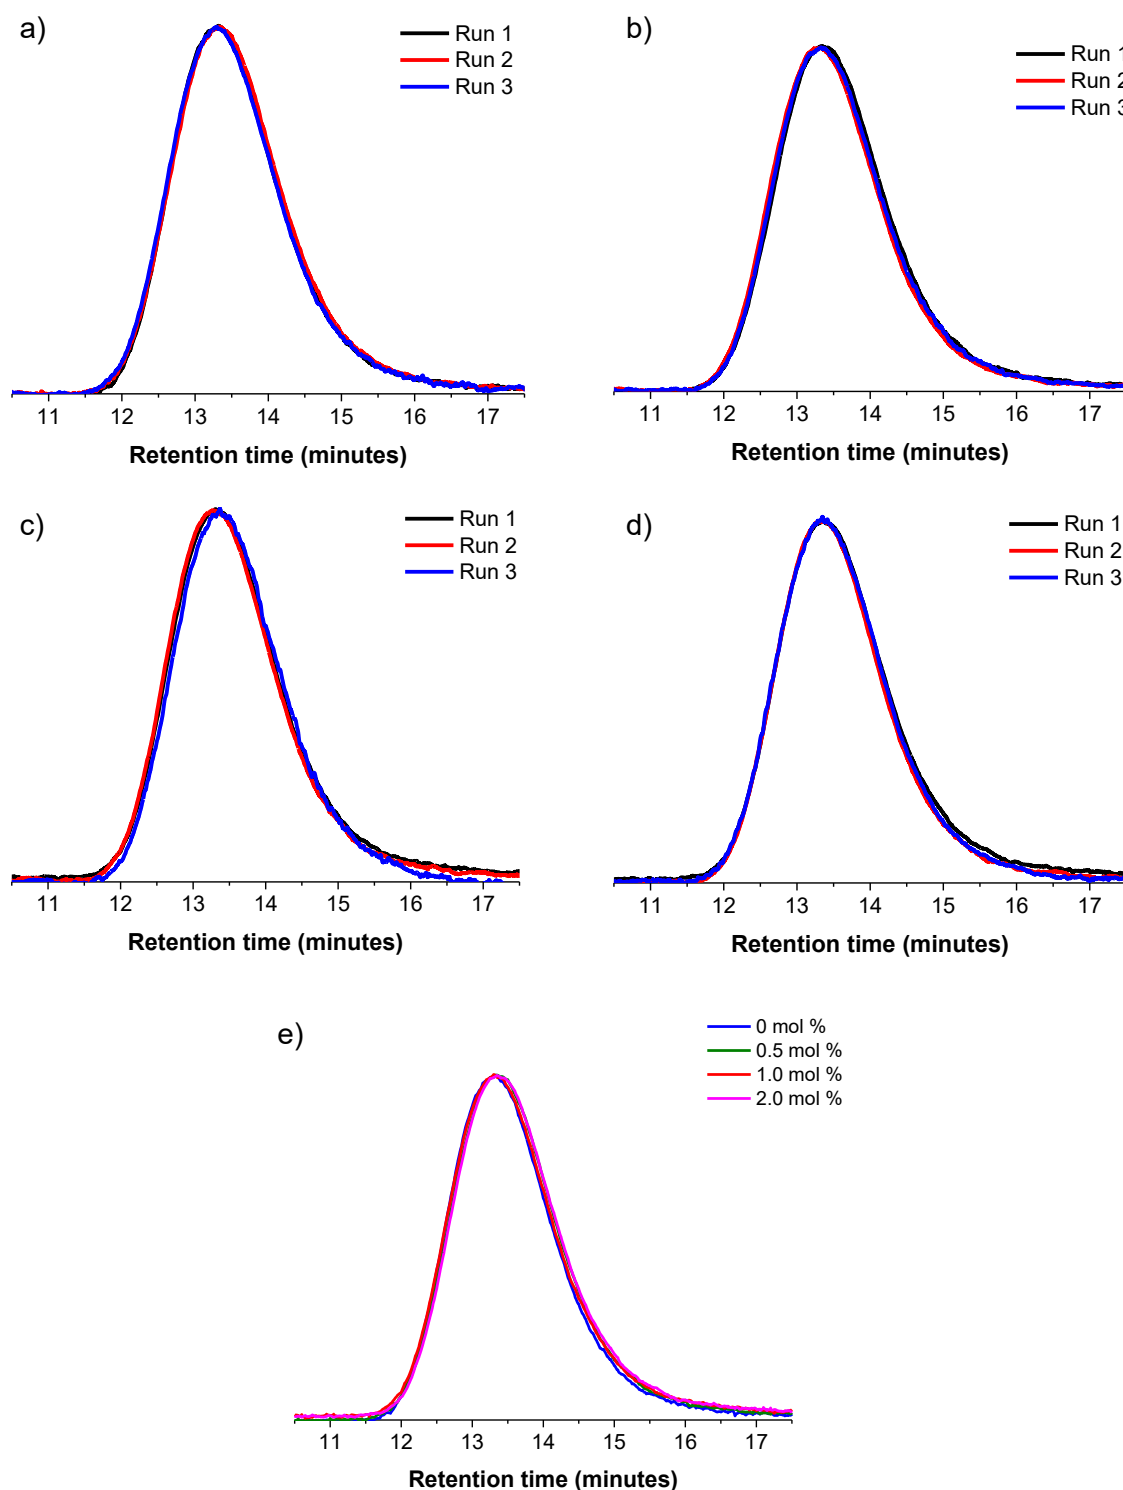 a)
Run 1
Run 2
Run 3
11 12 13 14 15 16 17
Retention time (minutes)
b)
Run 1
Run 2
Run 3
11 12 13 14 15 16 17
Retention time (minutes)
c)
Run 1
Run 2
Run 3
11 12 13 14 15 16 17
Retention time (minutes)
d)
Run 1
Run 2
Run 3
11 12 13 14 15 16 17
Retention time (minutes)
e)
0 mol %
0.5 mol %
1.0 mol %
2.0 mol %
11 12 13 14 15 16 17
Retention time (minutes)